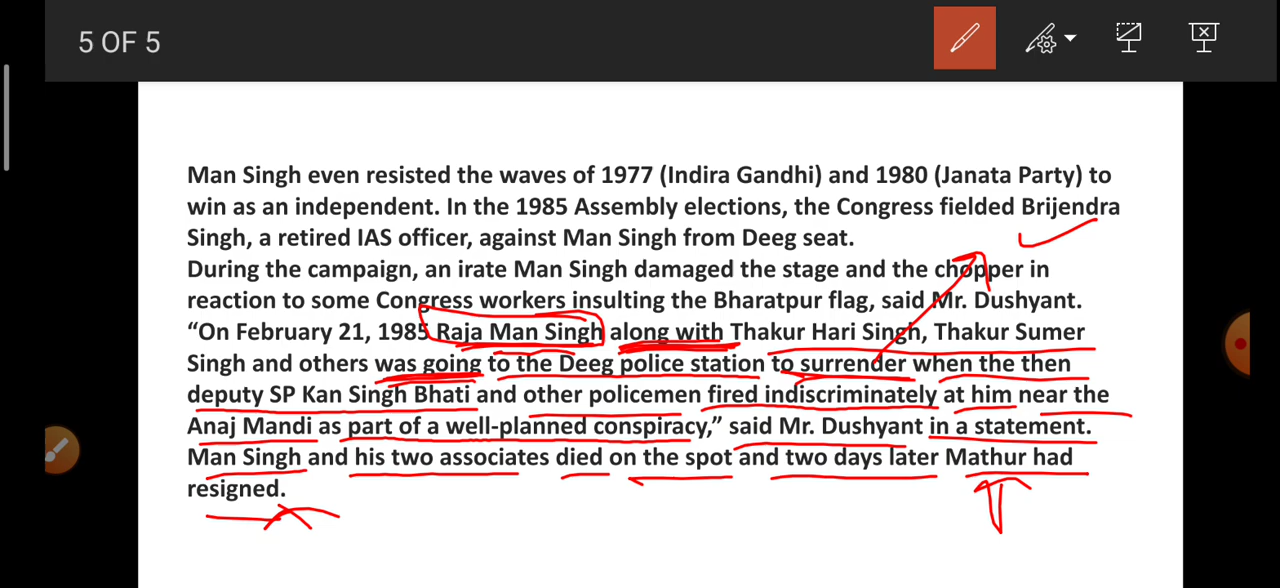 5 OF 5
Man Singh even resisted the waves of 1977 (Indira Gandhi) and 1980 (Janata Party) to
win as an independent. In the 1985 Assembly elections, the Congress fielded Brijendra
Singh, a retired IAS officer, against Man Singh from Deeg seat.
During the campaign, an irate Man Singh damaged the stage and the chopper in
reaction to some Congress workers insulting the Bharatpur flag, said Mr. Dushyant.
“On February 21, 1985 Raja Man Singh along with Thakur Hari Singh, Thakur Sumer
Singh and others was going to the Deeg police station to surrender when the then
deputy SP Kan Singh Bhati and other policemen fired indiscriminately at him near the
Anaj Mandi as part of a well-planned conspiracy,” said Mr. Dushyant in a statement.
Man Singh and his two associates died on the spot and two days later Mathur had
resigned.